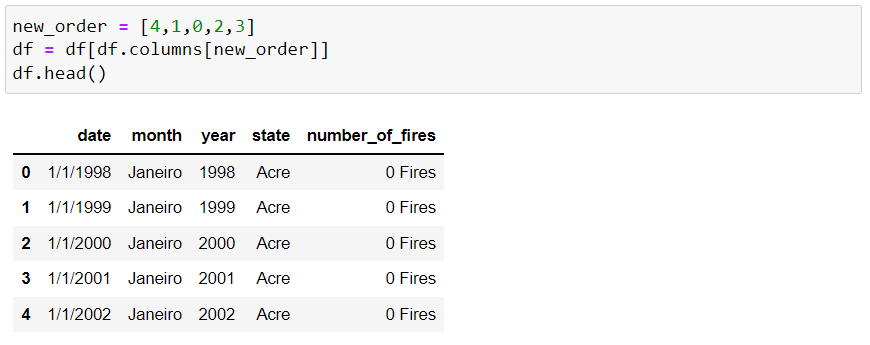 new_order = [4,1,0,2,3]
df = df[df.columns[new_order]]
df.head()
date month year state number_of_fires
0 1/1/1998 Janeiro 1998 Acre 0 Fires
1 1/1/1999 Janeiro 1999 Acre 0 Fires
2 1/1/2000 Janeiro 2000 Acre 0 Fires
3 1/1/2001 Janeiro 2001 Acre 0 Fires
4 1/1/2002 Janeiro 2002 Acre 0 Fires